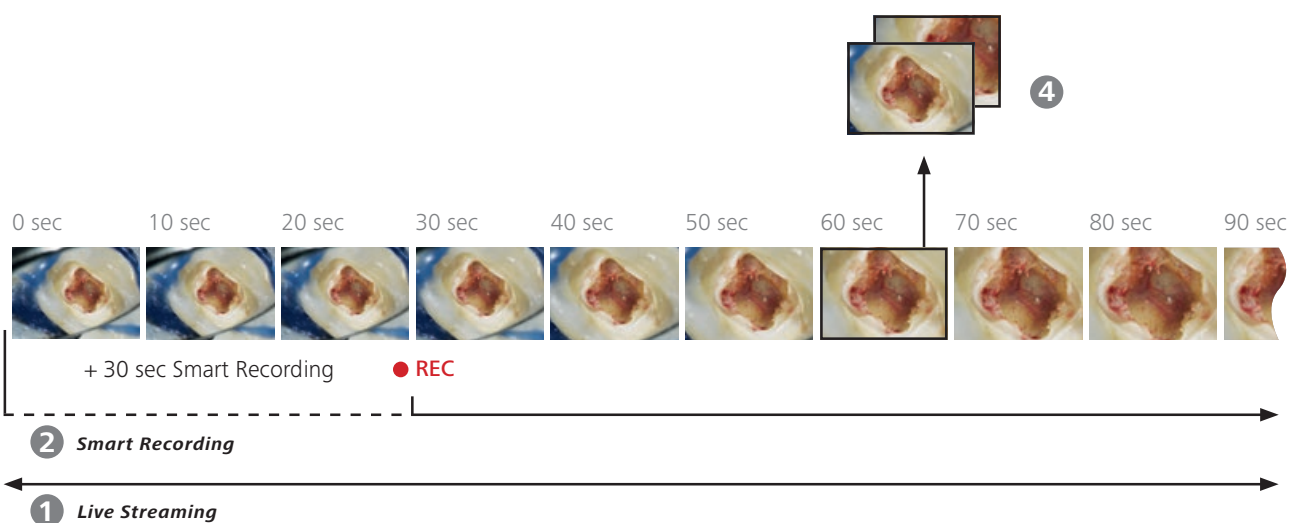 4
0 sec 10 sec 20 sec 30 sec 40 sec 50 sec 60 sec 70 sec 80 sec 90 sec
+ 30 sec Smart Recording REC
2 Smart Recording
1 Live Streaming